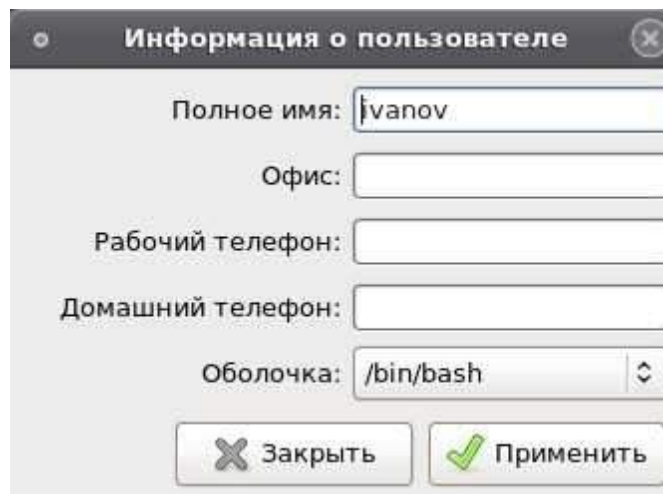 Информация о пользователе
Полное имя: ivanov
Офис:
Рабочий телефон:
Домашний телефон:
Оболочка: /bin/bash
Закрыть Применить